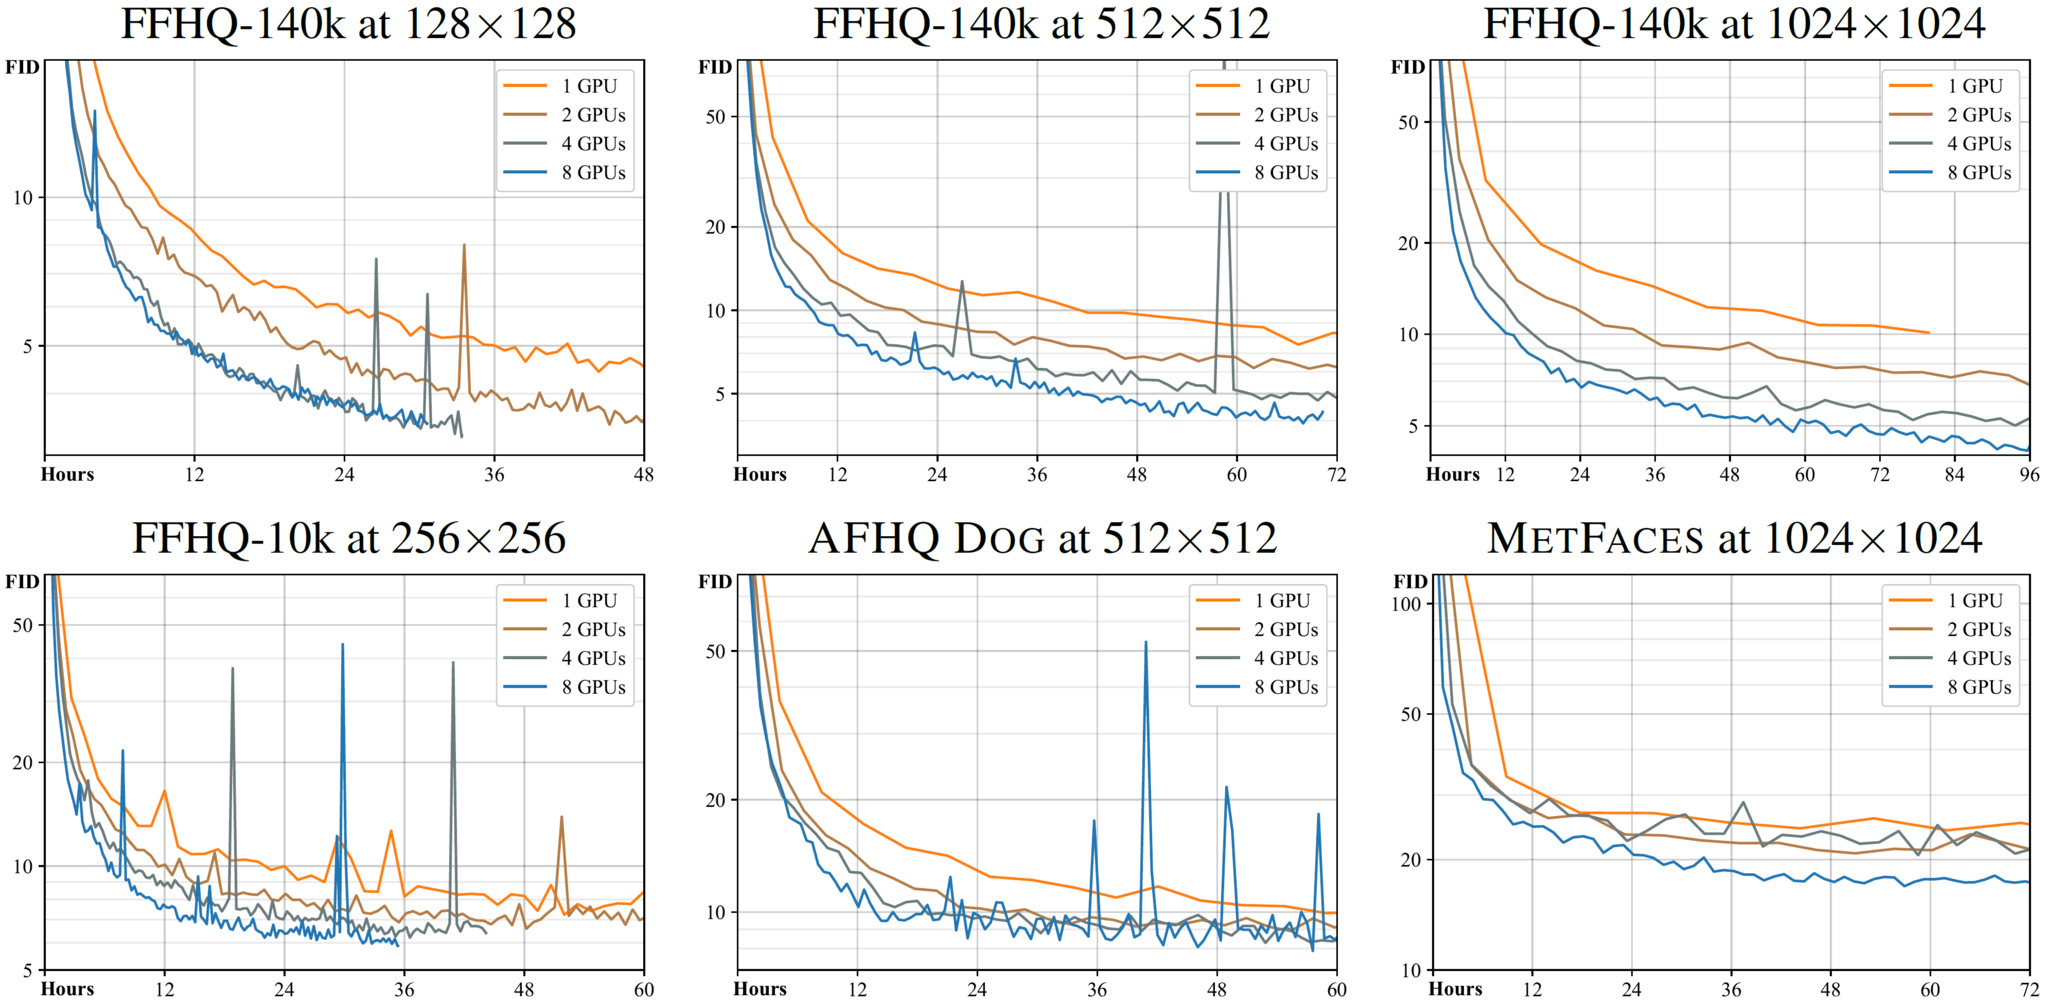 FFHQ-140k at 128×128
FID
10
5
1 GPU
2 GPUs
4 GPUs
8 GPUs
Hours 12 24 36 48
FFHQ-140k at 512×512
FID
50
20
10
5
1 GPU
2 GPUs
4 GPUs
8 GPUs
Hours 12 24 36 48 60 72
FFHQ-140k at 1024×1024
FID
50
20
10
5
1 GPU
2 GPUs
4 GPUs
8 GPUs
Hours 12 24 36 48 60 72 84 96
FFHQ-10k at 256×256
FID
50
20
10
5
1 GPU
2 GPUs
4 GPUs
8 GPUs
Hours 12 24 36 48 60
AFHQ DOG at 512×512
FID
50
20
10
1 GPU
2 GPUs
4 GPUs
8 GPUs
Hours 12 24 36 48 60
METFACES at 1024×1024
FID
100
50
20
10
1 GPU
2 GPUs
4 GPUs
8 GPUs
Hours 12 24 36 48 60 72